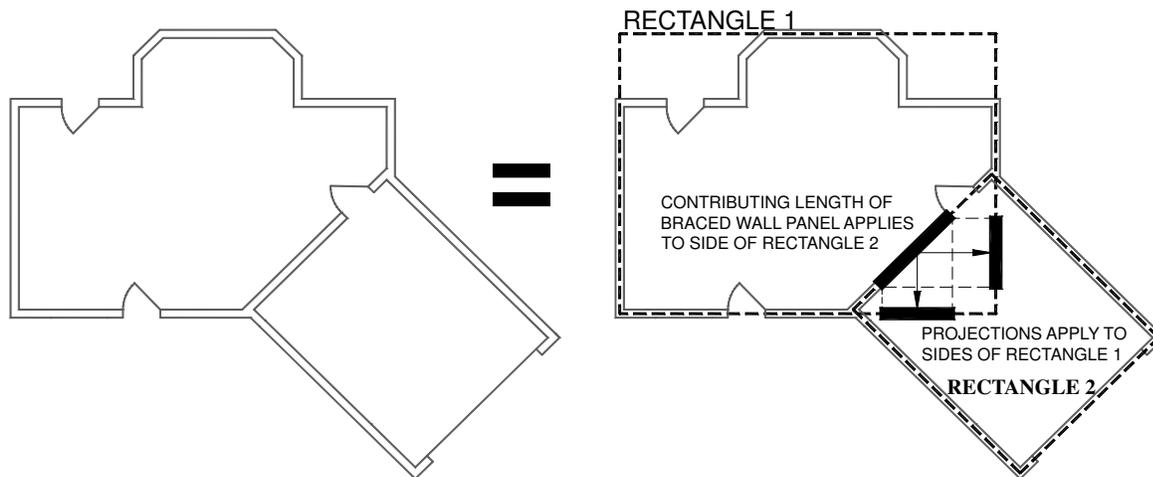 RECTANGLE 1
CONTRIBUTING LENGTH OF
BRACED WALL PANEL APPLIES
TO SIDE OF RECTANGLE 2
PROJECTIONS APPLY TO
SIDES OF RECTANGLE 1
RECTANGLE 2